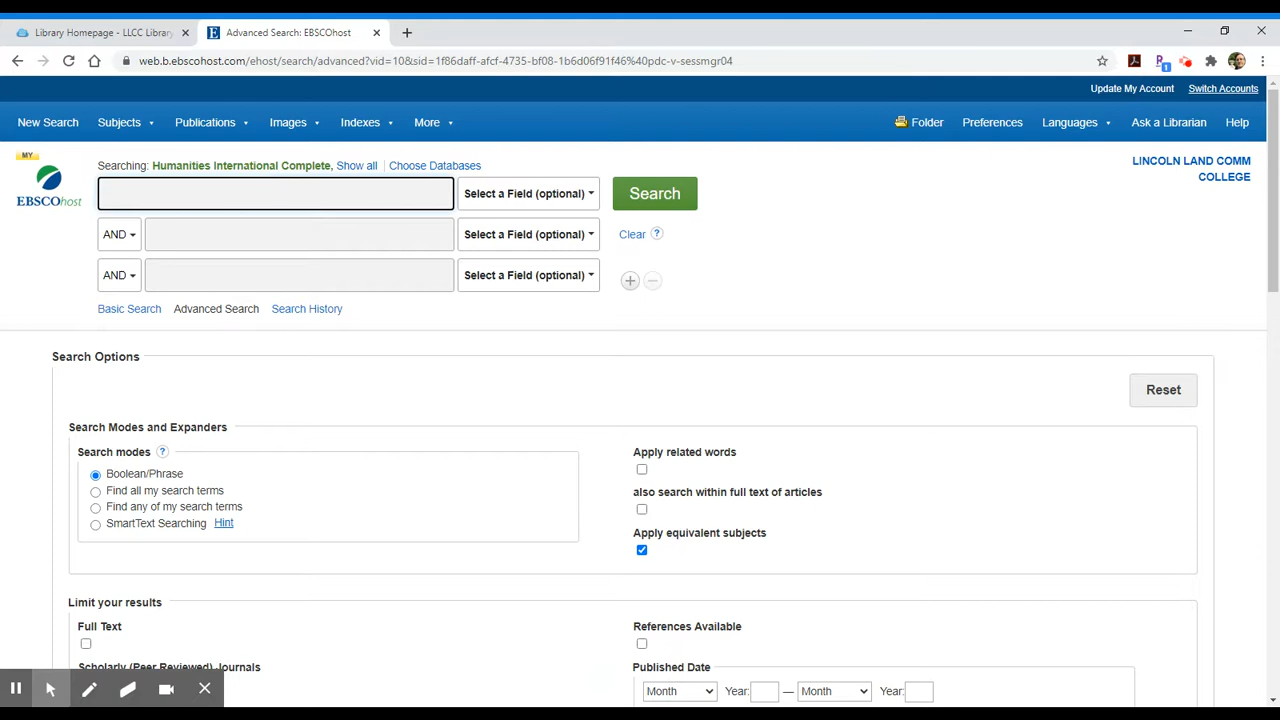 Library Homepage - LLCC Library
Advanced Search: EBSCOhost
web.b.ebscohost.com/ehost/search/advanced?vid=10&sid=ff86daff-afcf-4735-bf08-1b6d06f91f46%40pdc-v-sessmgr04
1
Update My Account Switch Accounts
New Search Subjects Publications Images Indexes More Folder Preferences Languages Ask a Librarian Help
MY
EBSCOhost
Searching: Humanities International Complete, Show all Choose Databases
LINCOLN LAND COMM
COLLEGE
Select a Field (optional) Search
AND Select a Field (optional) Clear ?
AND Select a Field (optional)
Basic Search Advanced Search Search History
Search Options
Reset
Search Modes and Expanders
Search modes ?
Boolean/Phrase
Find all my search terms
Find any of my search terms
SmartText Searching Hint
Apply related words
also search within full text of articles
Apply equivalent subjects
Limit your results
Full Text
References Available
Scholarly (Peer Reviewed) Journals
Published Date
Month Year: — Month Year: